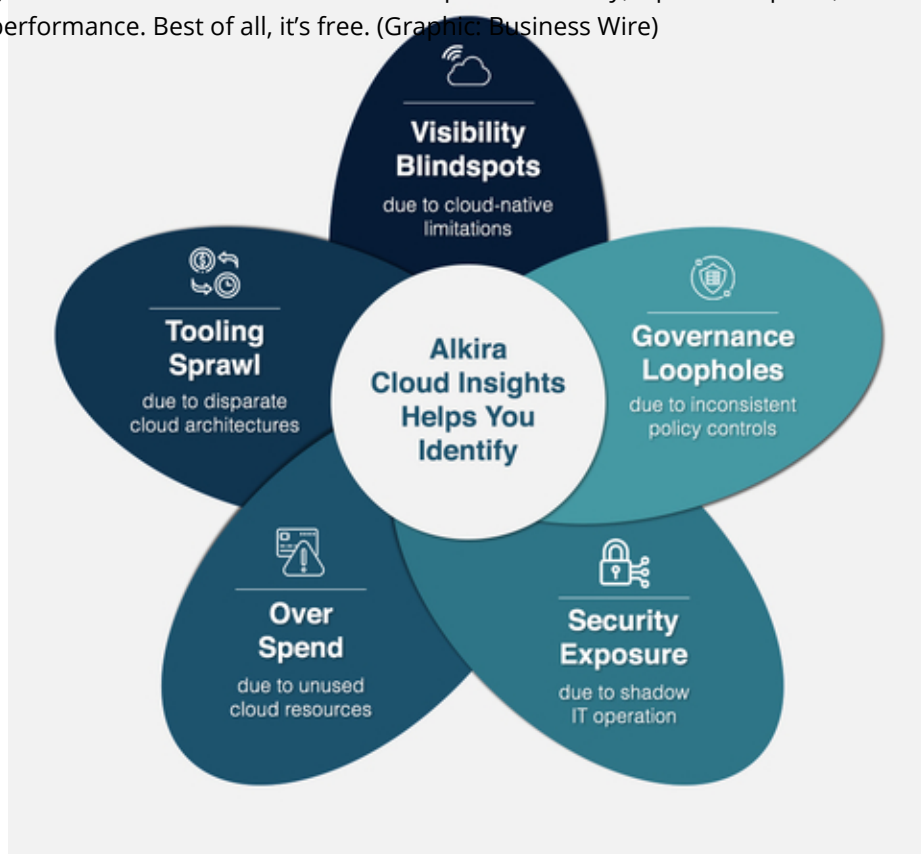 performance. Best of all, it's free. (Graphic: Business Wire)
Visibility
Blindspots
due to cloud-native
limitations
Tooling
Sprawl
due to disparate
cloud architectures
Alkira
Cloud Insights
Helps You
Identify
Governance
Loopholes
due to inconsistent
policy controls
Over
Spend
due to unused
cloud resources
Security
Exposure
due to shadow
IT operation